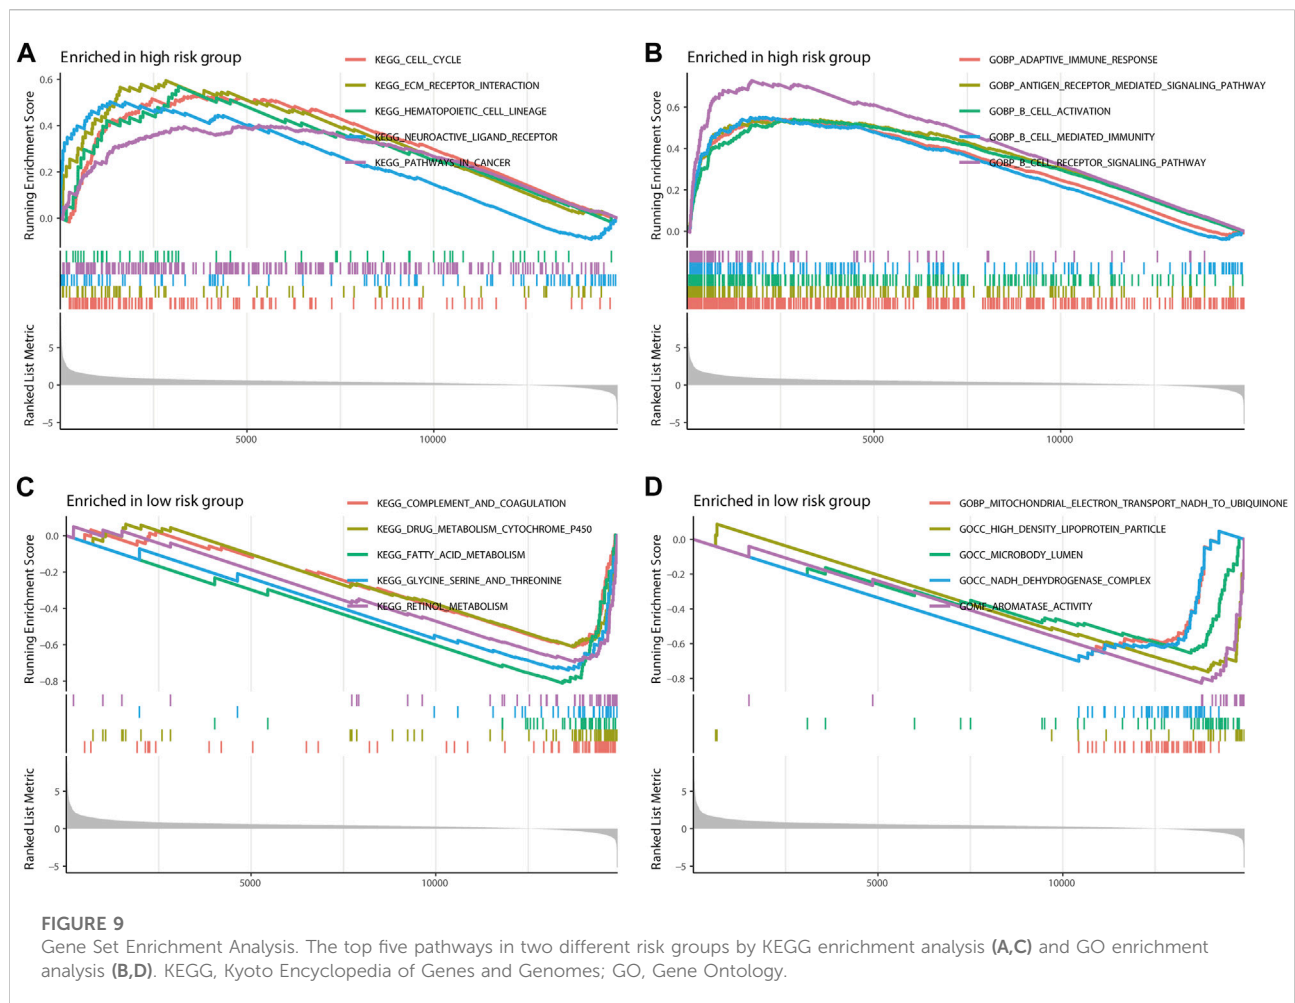 A
Enriched in high risk group
KEGG_CELL_CYCLE
KEGG_ECM_RECEPTOR_INTERACTION
KEGG_HEMATOPOIETIC_CELL_LINEAGE
KEGG_NEUROACTIVE_LIGAND_RECEPTOR
KEGG_PATHWAYS_IN_CANCER
Running Enrichment Score
0.6
0.4
0.2
0.0
Ranked List Metric
5
0
−5
5000
10000
B
Enriched in high risk group
GOBP_ADAPTIVE_IMMUNE_RESPONSE
GOBP_ANTIGEN_RECEPTOR_MEDIATED_SIGNALING_PATHWAY
GOBP_B_CELL_ACTIVATION
GOBP_B_CELL_MEDIATED_IMMUNITY
GOBP_B_CELL_RECEPTOR_SIGNALING_PATHWAY
Running Enrichment Score
0.6
0.4
0.2
0.0
Ranked List Metric
5
0
−5
5000
10000
C
Enriched in low risk group
KEGG_COMPLEMENT_AND_COAGULATION
KEGG_DRUG_METABOLISM_CYTOCHROME_P450
KEGG_FATTY_ACID_METABOLISM
KEGG_GLYCINE_SERINE_AND_THREONINE
KEGG_RETINOL_METABOLISM
Running Enrichment Score
0.0
−0.2
−0.4
−0.6
−0.8
Ranked List Metric
5
0
−5
5000
10000
D
Enriched in low risk group
GOBP_MITOCHONDRIAL_ELECTRON_TRANSPORT_NADH_TO_UBIQUINONE
GOCC_HIGH_DENSITY_LIPOPROTEIN_PARTICLE
GOCC_MICROBODY_LUMEN
GOCC_NADH_DEHYDROGENASE_COMPLEX
GOMF_AROMATASE_ACTIVITY
Running Enrichment Score
0.0
−0.2
−0.4
−0.6
−0.8
Ranked List Metric
5
0
−5
5000
10000
FIGURE 9
Gene Set Enrichment Analysis. The top five pathways in two different risk groups by KEGG enrichment analysis (A,C) and GO enrichment
analysis (B,D). KEGG, Kyoto Encyclopedia of Genes and Genomes; GO, Gene Ontology.